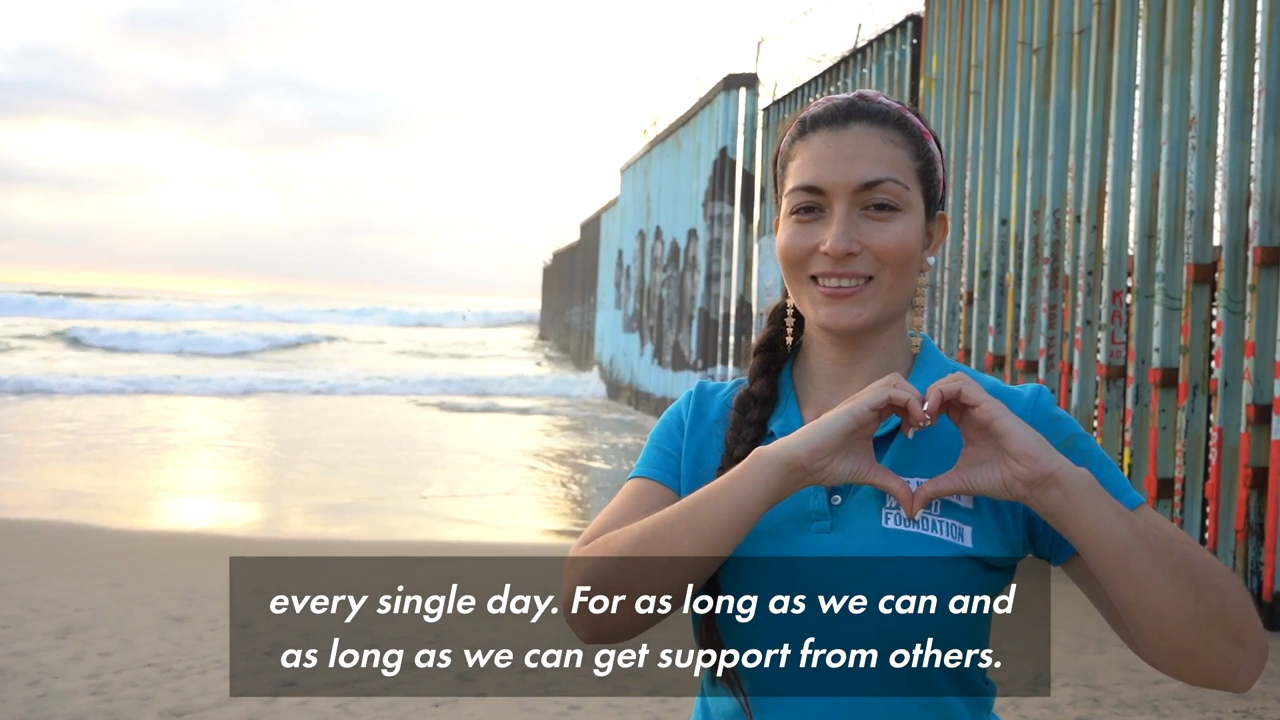 KAL
FOUNDATION
every single day. For as long as we can and
as long as we can get support from others.